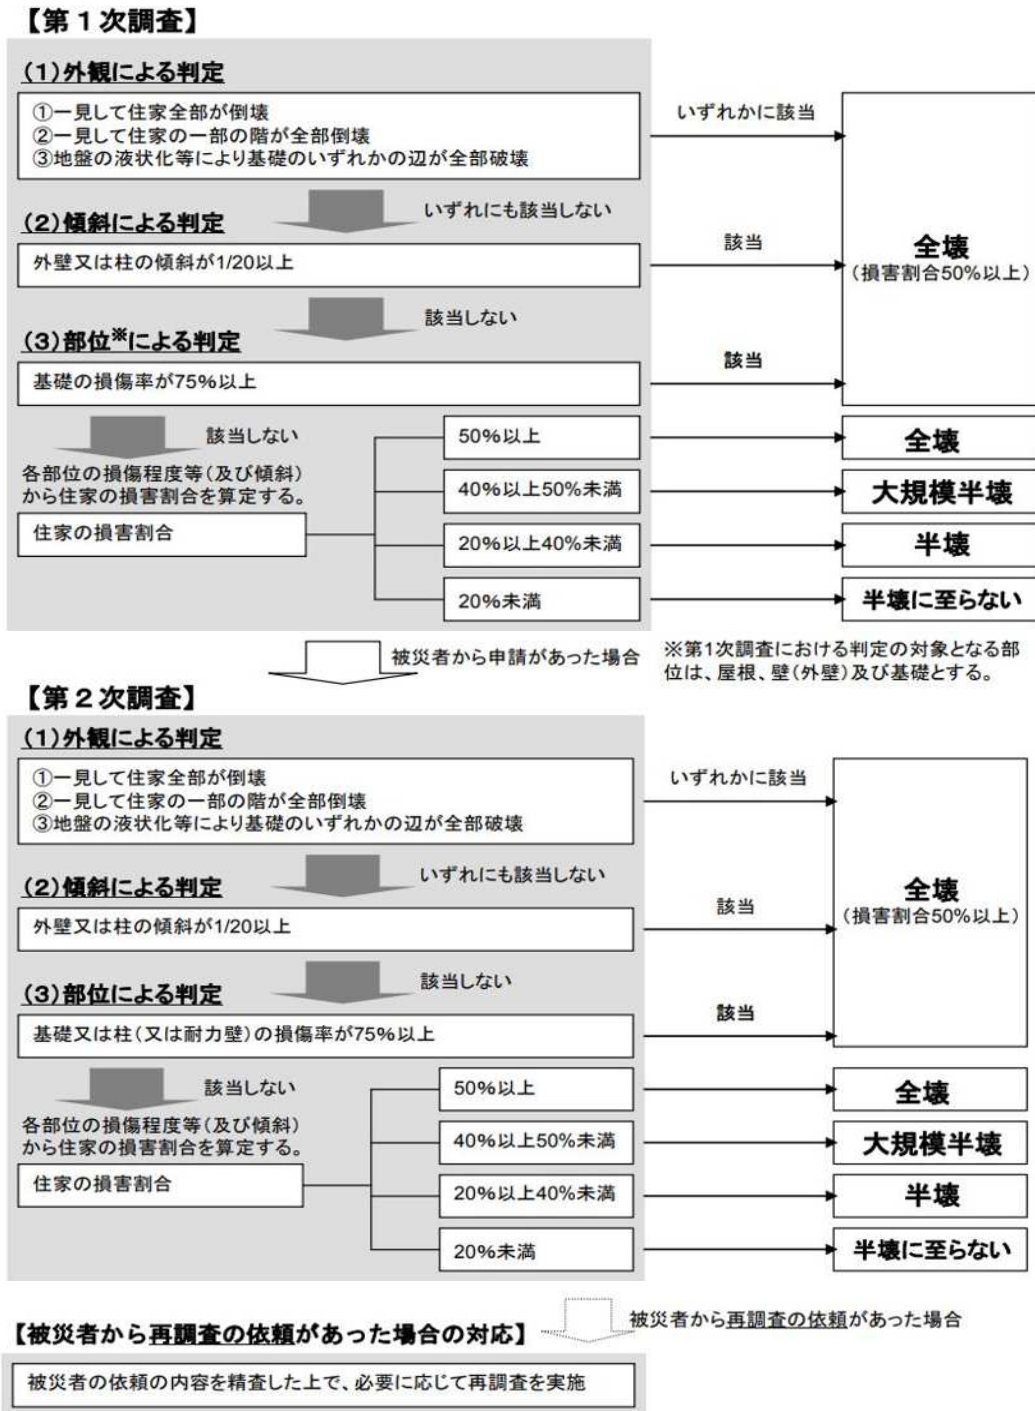 【第１次調査】
(1)外観による判定
①一見して住家全部が倒壊
②一見して住家の一部の階が全部倒壊
③地盤の液状化等により基礎のいずれかの辺が全部破壊
いずれかに該当
いずれにも該当しない
(2)傾斜による判定
外壁又は柱の傾斜が1/20以上
該当
全壊
(損害割合50%以上)
該当しない
(3)部位※による判定
基礎の損傷率が75%以上
該当
該当しない
各部位の損傷程度等(及び傾斜)
から住家の損害割合を算定する。
住家の損害割合
50%以上
全壊
40%以上50%未満
大規模半壊
20%以上40%未満
半壊
20%未満
半壊に至らない
被災者から申請があった場合
※第1次調査における判定の対象となる部
位は、屋根、壁(外壁)及び基礎とする。
【第２次調査】
(1)外観による判定
①一見して住家全部が倒壊
②一見して住家の一部の階が全部倒壊
③地盤の液状化等により基礎のいずれかの辺が全部破壊
いずれかに該当
いずれにも該当しない
(2)傾斜による判定
外壁又は柱の傾斜が1/20以上
該当
全壊
(損害割合50%以上)
該当しない
(3)部位による判定
基礎又は柱(又は耐力壁)の損傷率が75%以上
該当
該当しない
各部位の損傷程度等(及び傾斜)
から住家の損害割合を算定する。
住家の損害割合
50%以上
全壊
40%以上50%未満
大規模半壊
20%以上40%未満
半壊
20%未満
半壊に至らない
被災者から再調査の依頼があった場合
【被災者から再調査の依頼があった場合の対応】
被災者の依頼の内容を精査した上で、必要に応じて再調査を実施